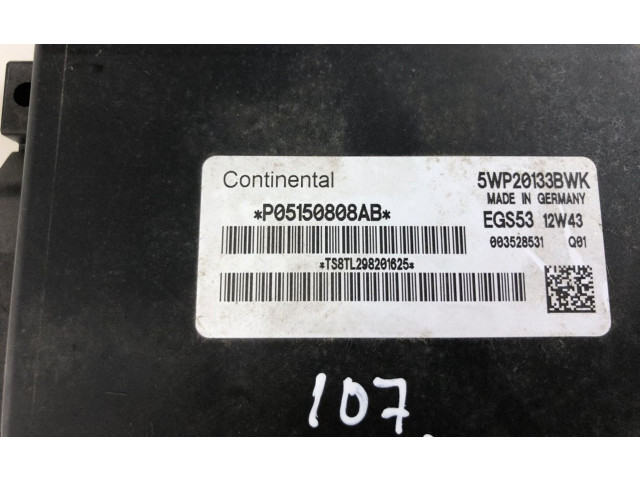 Continental 5WP20133BWK
MADE IN GERMANY
*P05150808AB* EGS53 12W43
003528531 Q01
*TS8TL298201625*
107